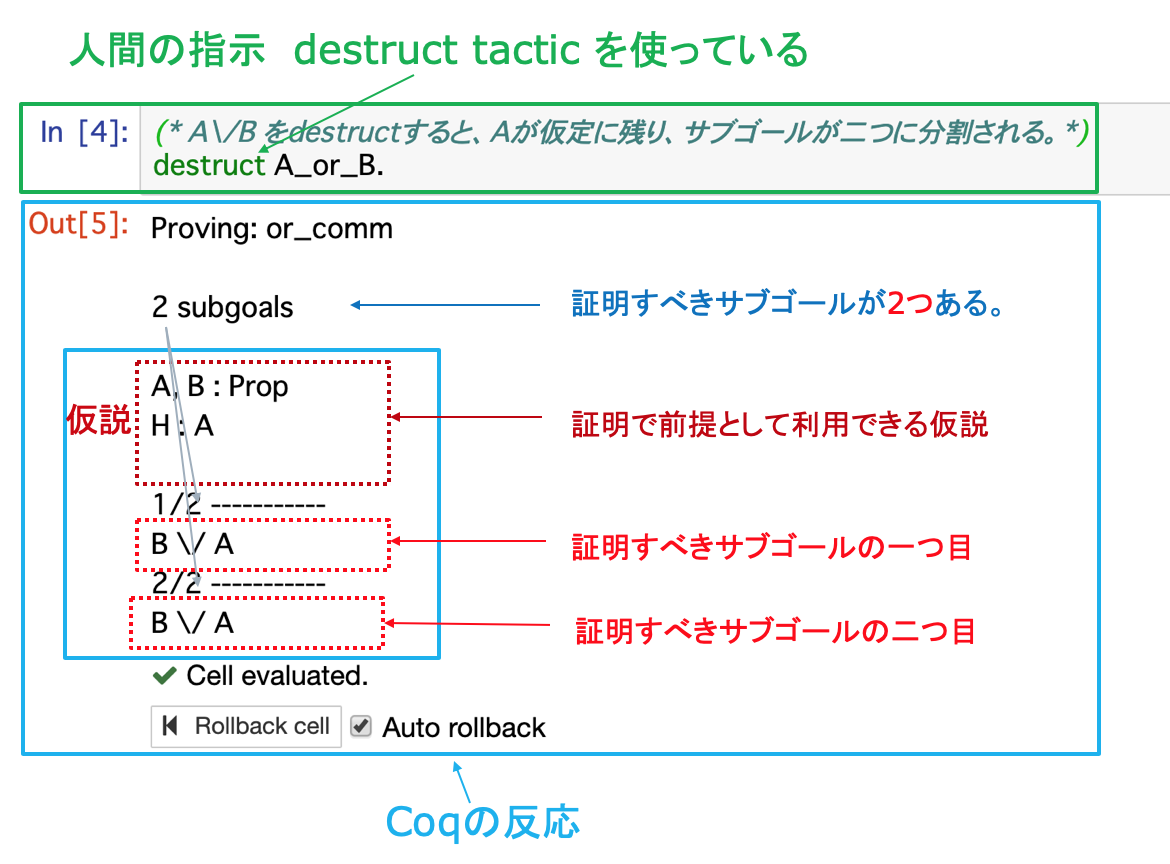 人間の指示 destruct tactic を使っている
In [4]: (* A\/B をdestructすると、Aが仮定に残り、サブゴールが二つに分割される。*)
destruct A_or_B.
Out[5]: Proving: or_comm
2 subgoals 証明すべきサブゴールが2つある。
A, B : Prop
仮説 H : A 証明で前提として利用できる仮説
1/2 -----------
B \/ A 証明すべきサブゴールの一つ目
2/2 -----------
B \/ A 証明すべきサブゴールの二つ目
✔ Cell evaluated.
Rollback cell Auto rollback
Coqの反応